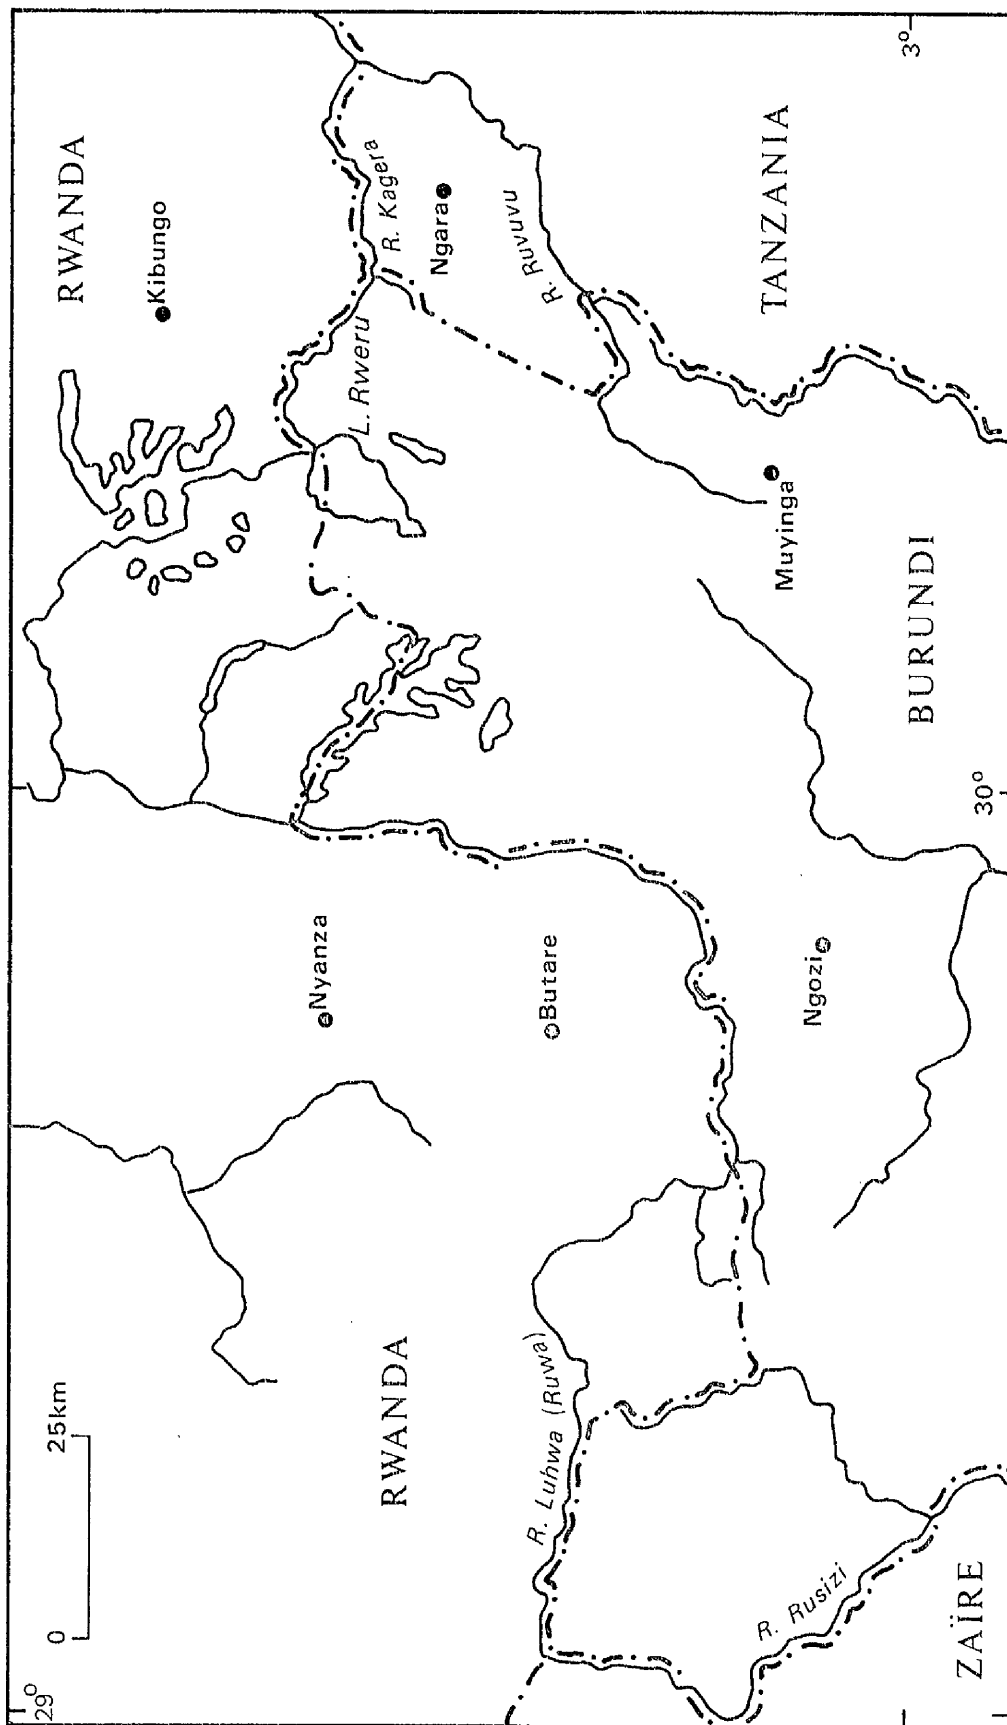 29°
3°
0 25km
RWANDA
Kibungo
R. Kagera
L. Rweru
Ngara
R. Ruvuvu
TANZANIA
Nyanza
Butare
RWANDA
R. Luhwa (Ruwa)
Muyinga
BURUNDI
Ngozi
30°
R. Rusizi
ZAÏRE